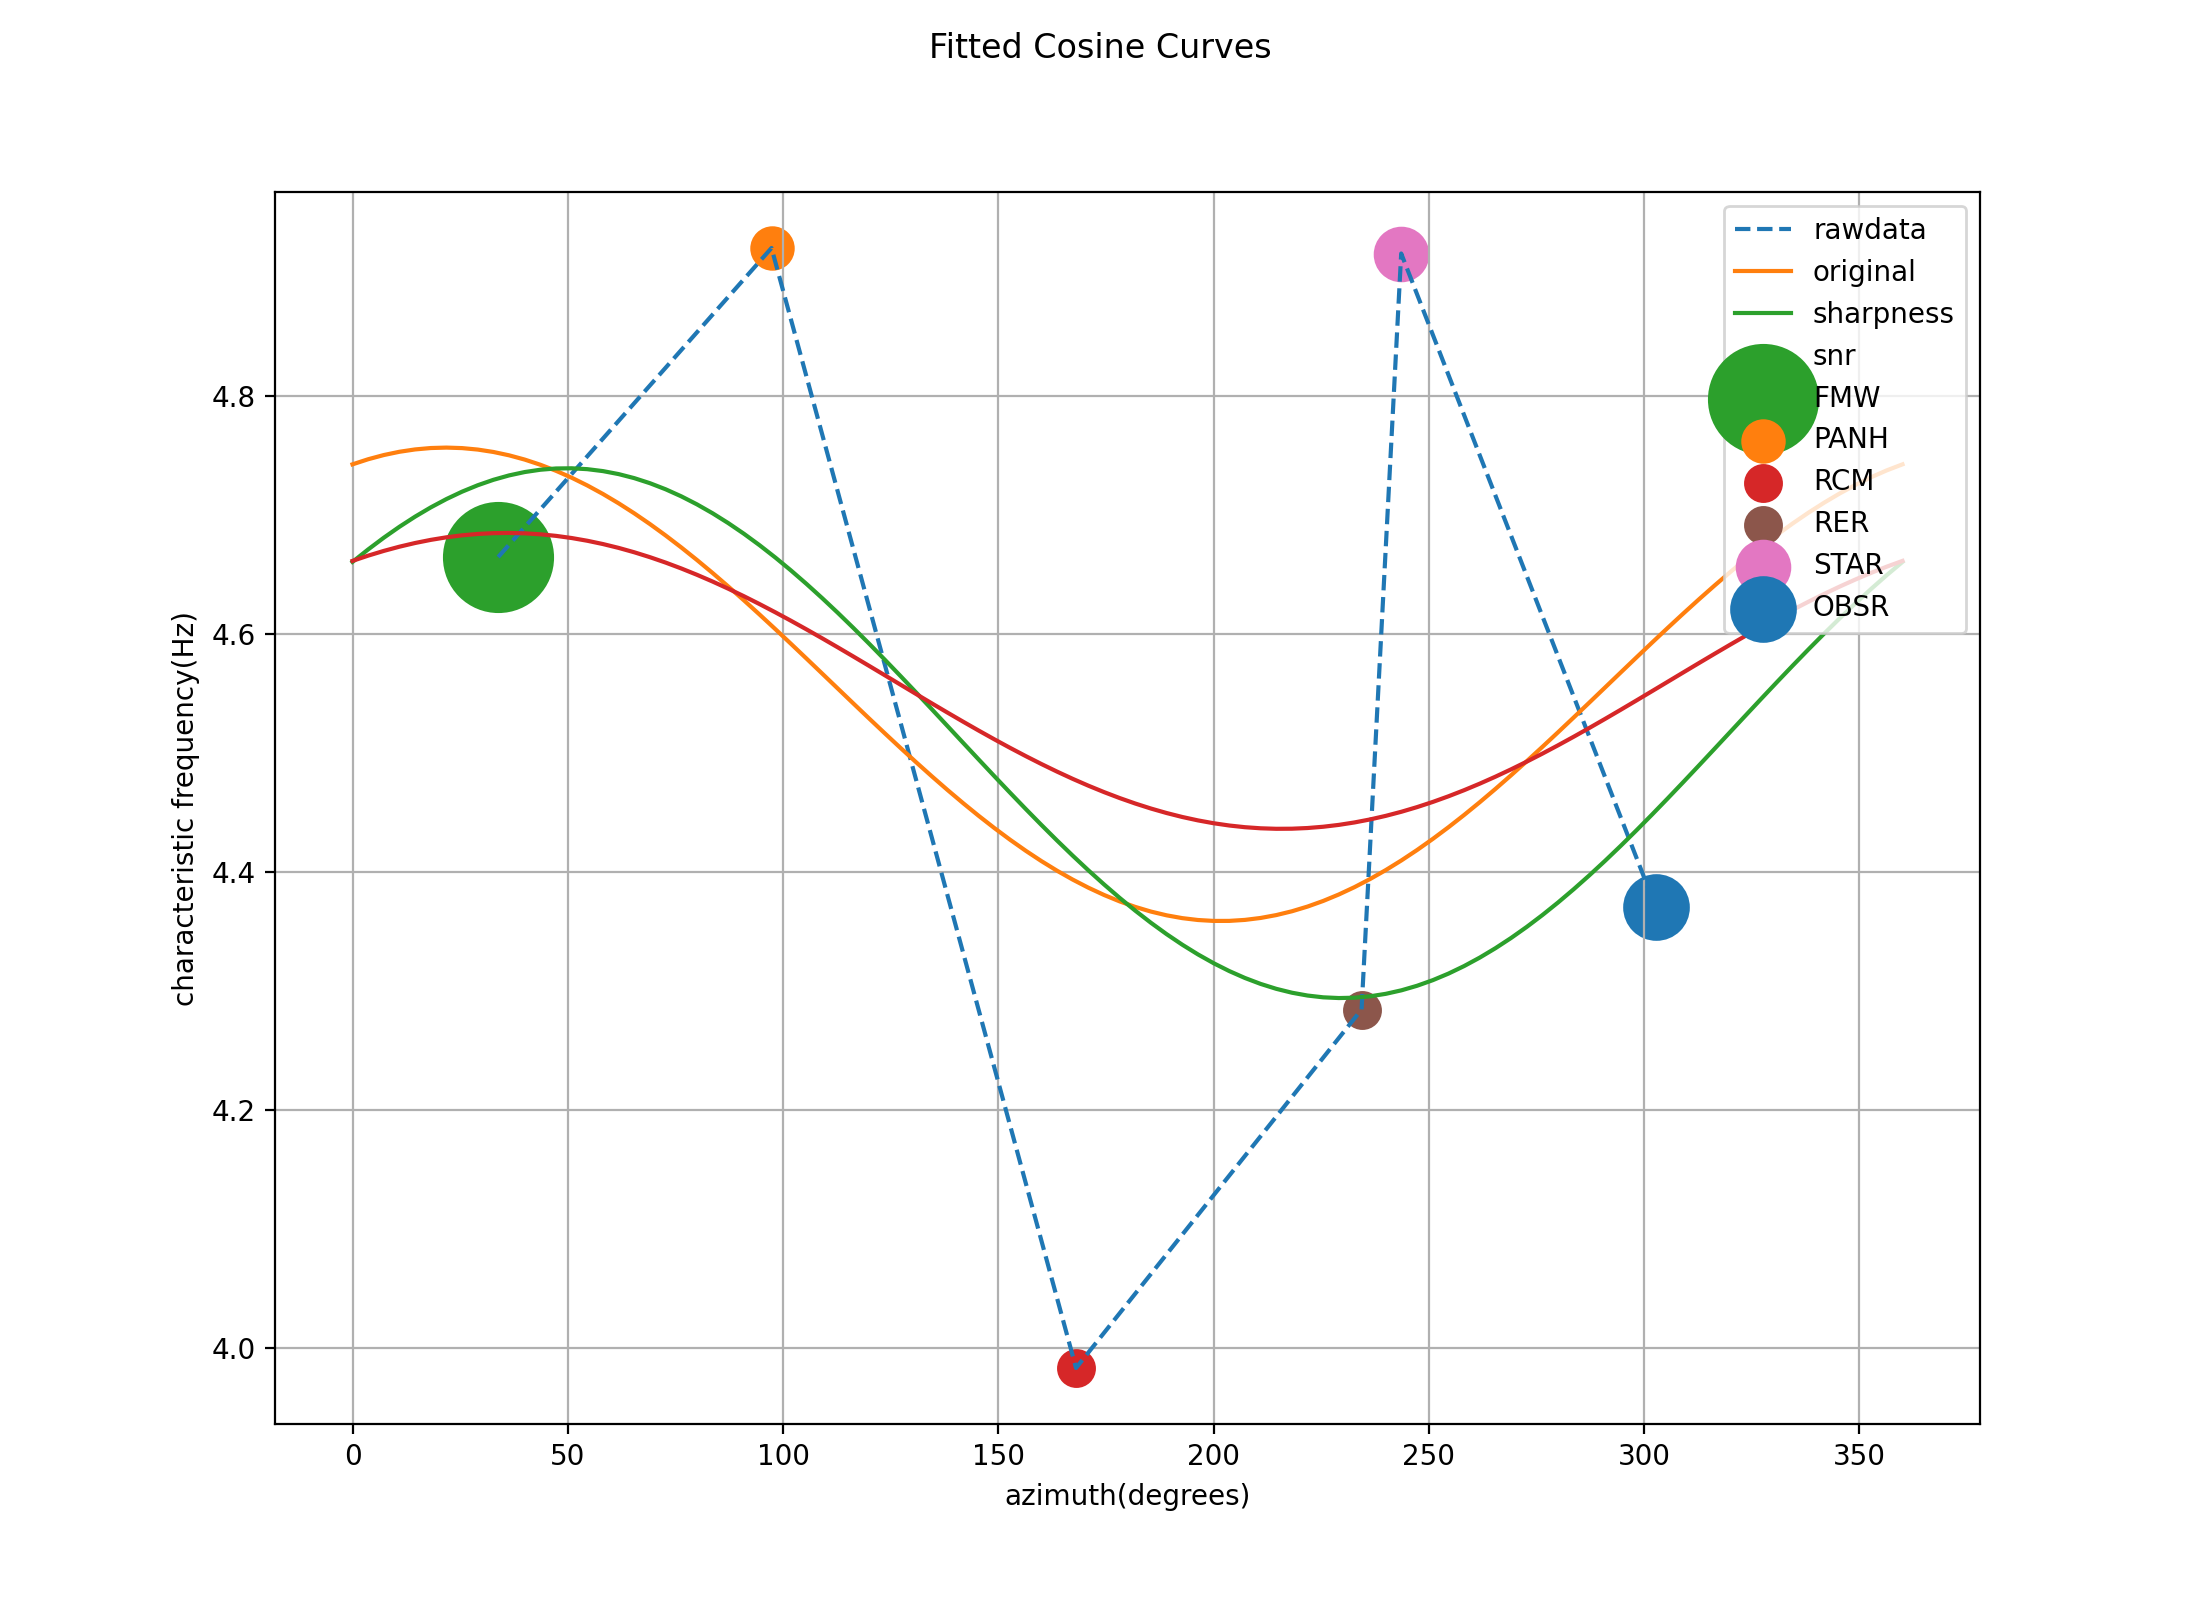 Fitted Cosine Curves
rawdata
original
sharpness
snr
FMW
PANH
RCM
RER
STAR
OBSR
characteristic frequency(Hz)
4.8
4.6
4.4
4.2
4.0
0 50 100 150 200 250 300 350
azimuth(degrees)